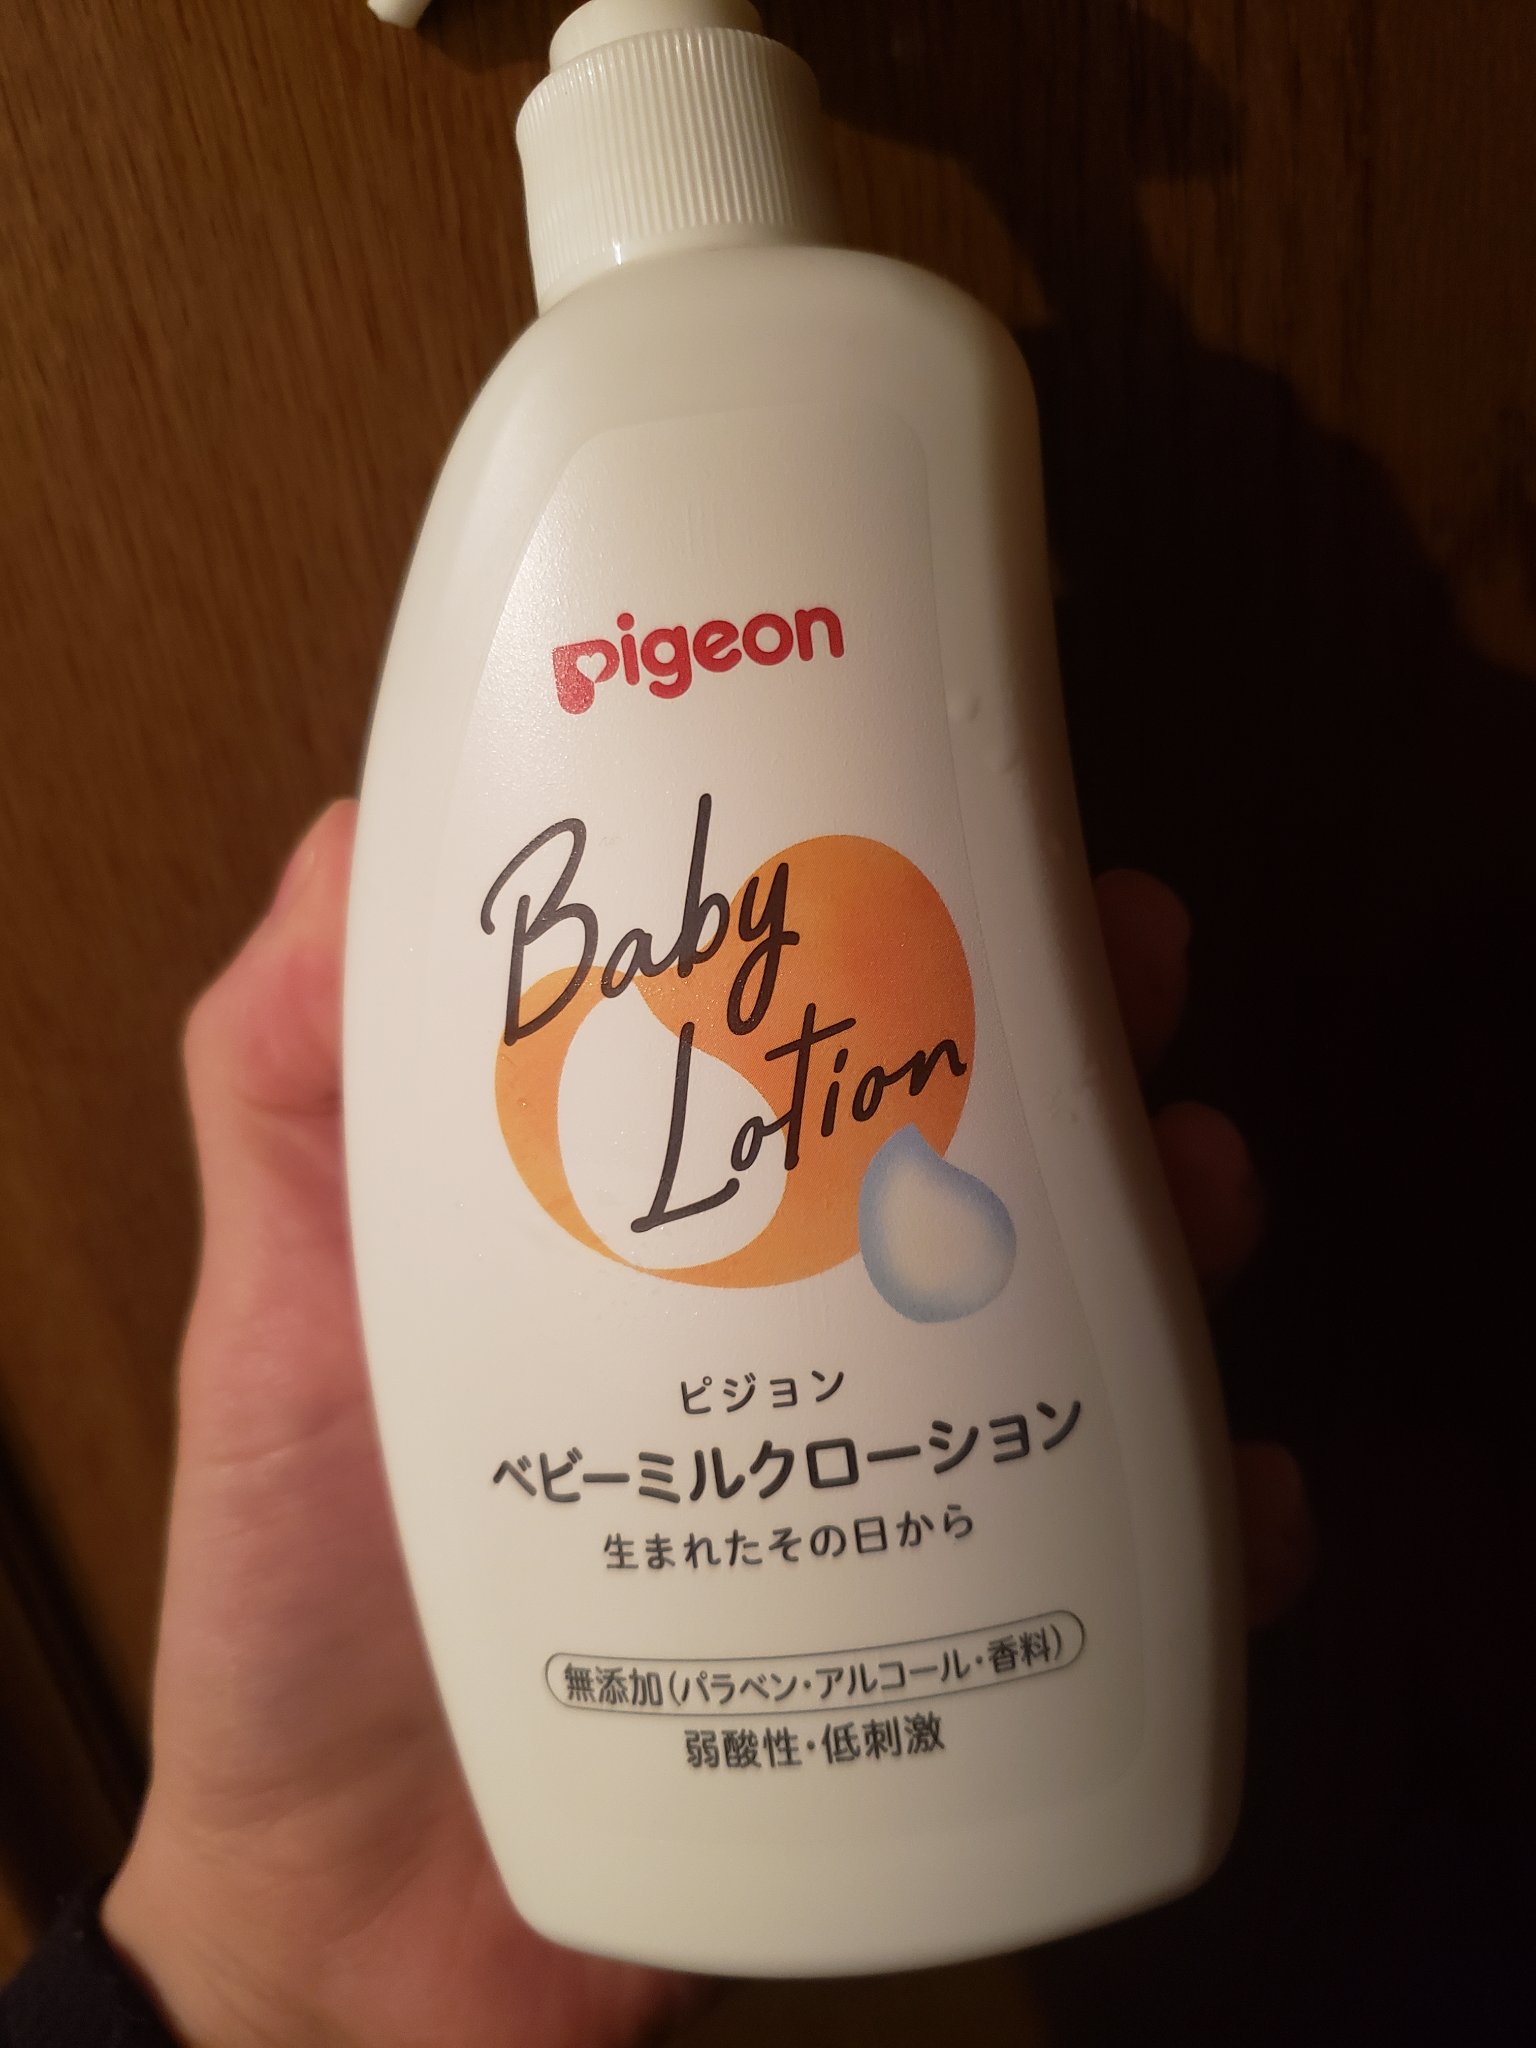 pigeon
Baby
Lotion
ピジョン
ベビーミルクローション
生まれたその日から
無添加(パラベン・アルコール・香料)
弱酸性・低刺激